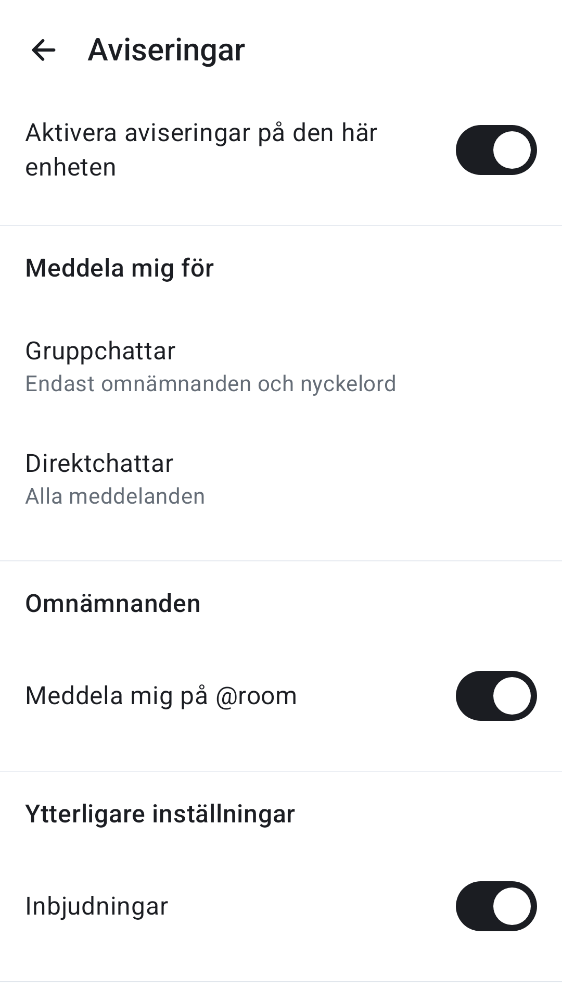 Aviseringar
Aktivera aviseringar på den här
enheten
Meddela mig för
Gruppchattar
Endast omnämnanden och nyckelord
Direktchattar
Alla meddelanden
Omnämnanden
Meddela mig på @room
Ytterligare inställningar
Inbjudningar